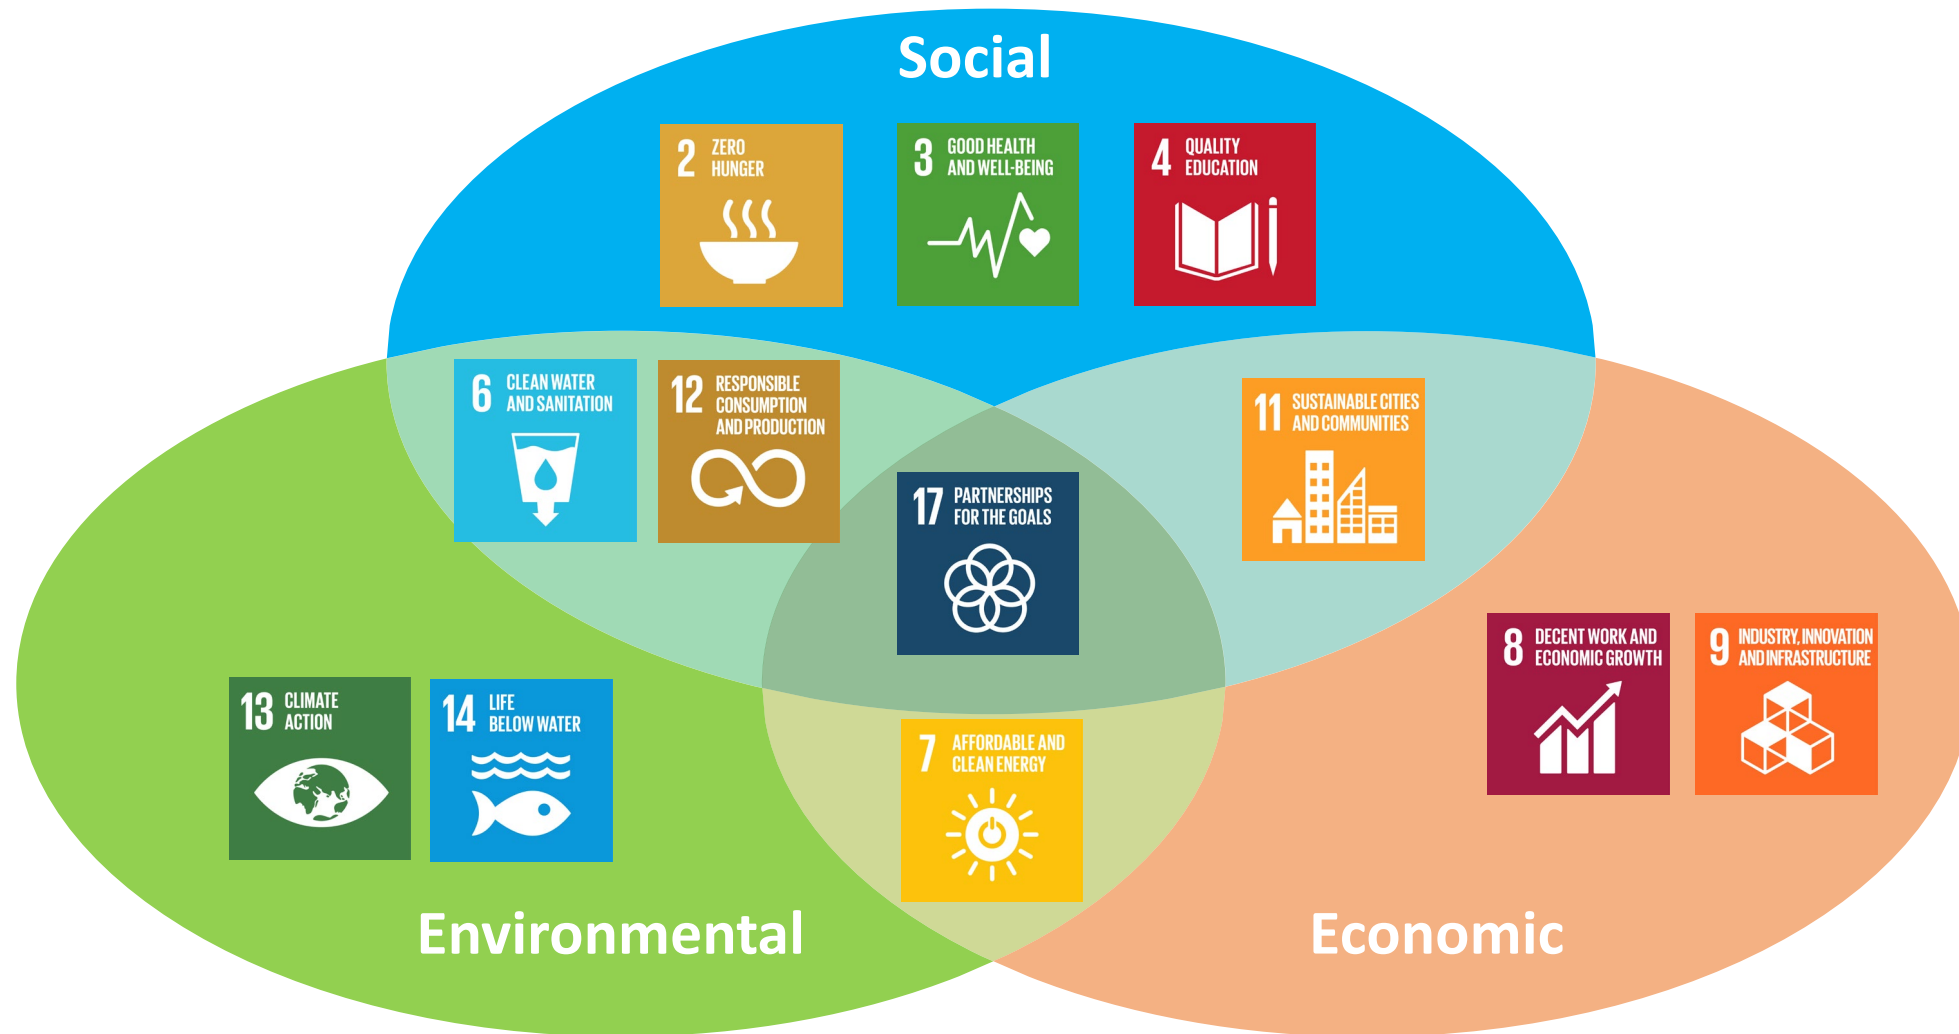 Social
2 ZERO
HUNGER
3 GOOD HEALTH
AND WELL-BEING
4 QUALITY
EDUCATION
6 CLEAN WATER
AND SANITATION
12 RESPONSIBLE
CONSUMPTION
AND PRODUCTION
11 SUSTAINABLE CITIES
AND COMMUNITIES
17 PARTNERSHIPS
FOR THE GOALS
8 DECENT WORK AND
ECONOMIC GROWTH
9 INDUSTRY, INNOVATION
AND INFRASTRUCTURE
13 CLIMATE
ACTION
14 LIFE
BELOW WATER
7 AFFORDABLE AND
CLEAN ENERGY
Environmental
Economic